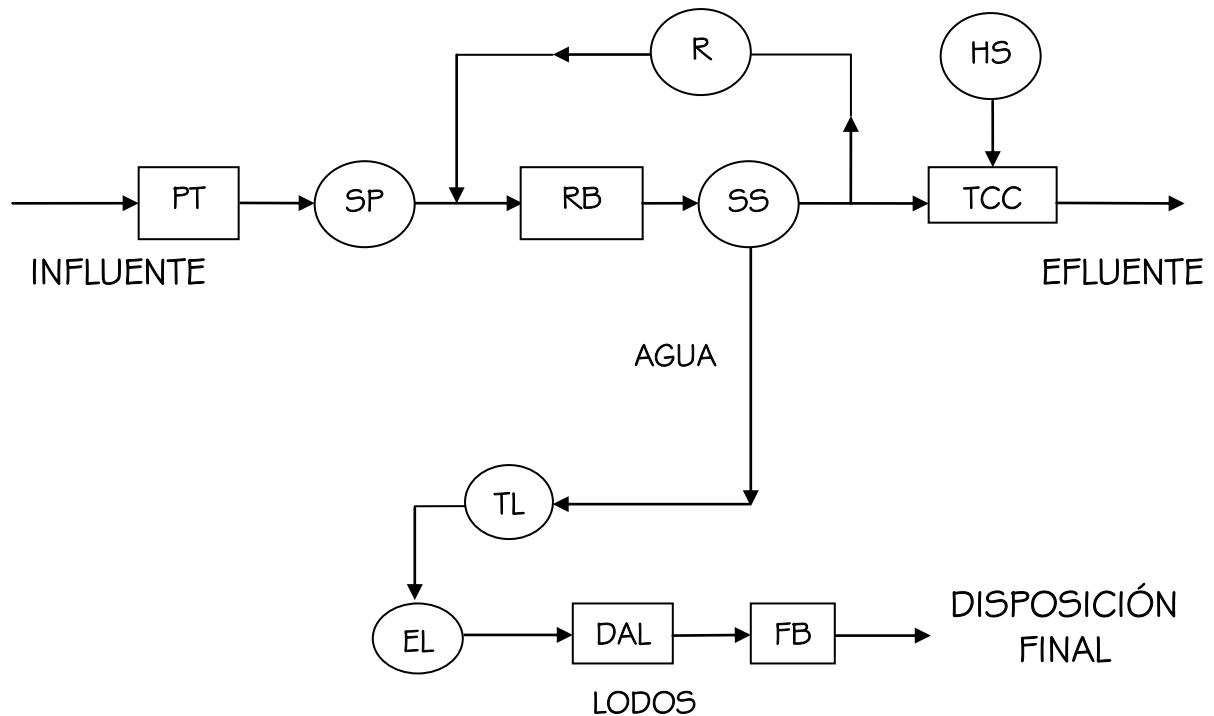 R
HS
PT
SP
RB
SS
TCC
INFLUENTE
EFLUENTE
AGUA
TL
EL
DAL
FB
DISPOSICIÓN
FINAL
LODOS